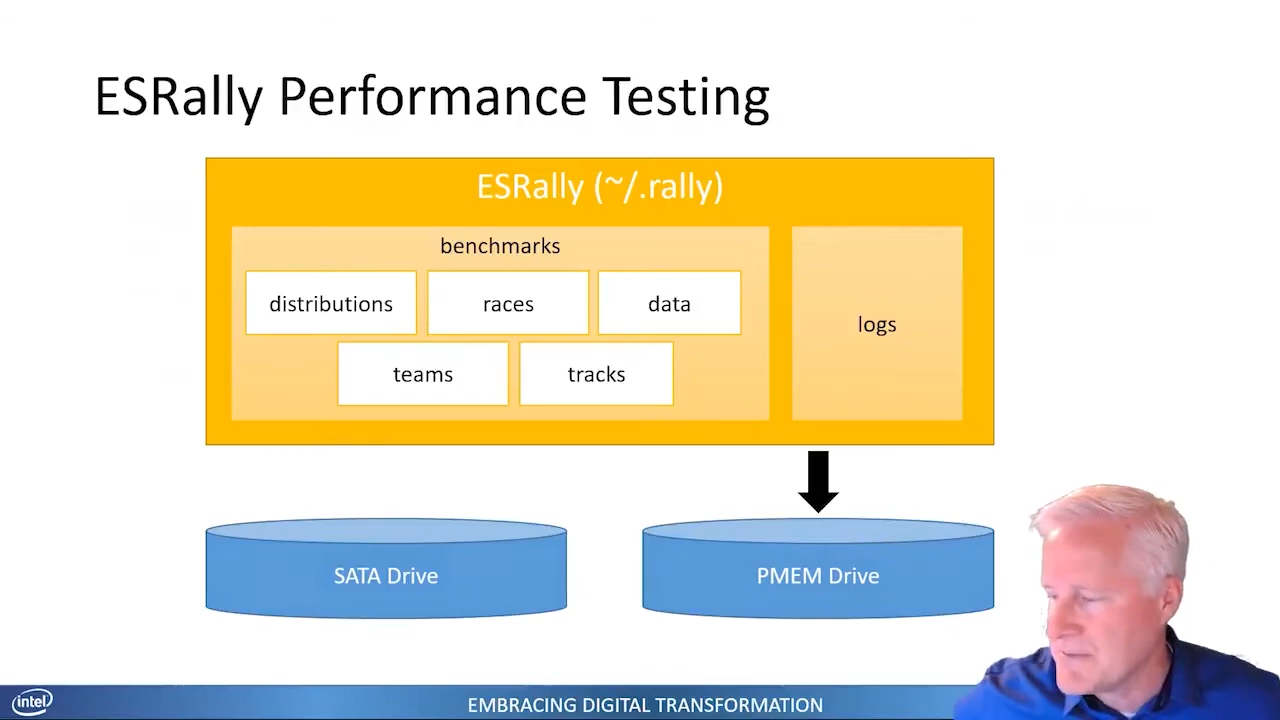 ESRally Performance Testing
ESRally (~/.rally)
benchmarks
distributions
races
data
teams
tracks
logs
SATA Drive
PMEM Drive
intel
EMBRACING DIGITAL TRANSFORMATION